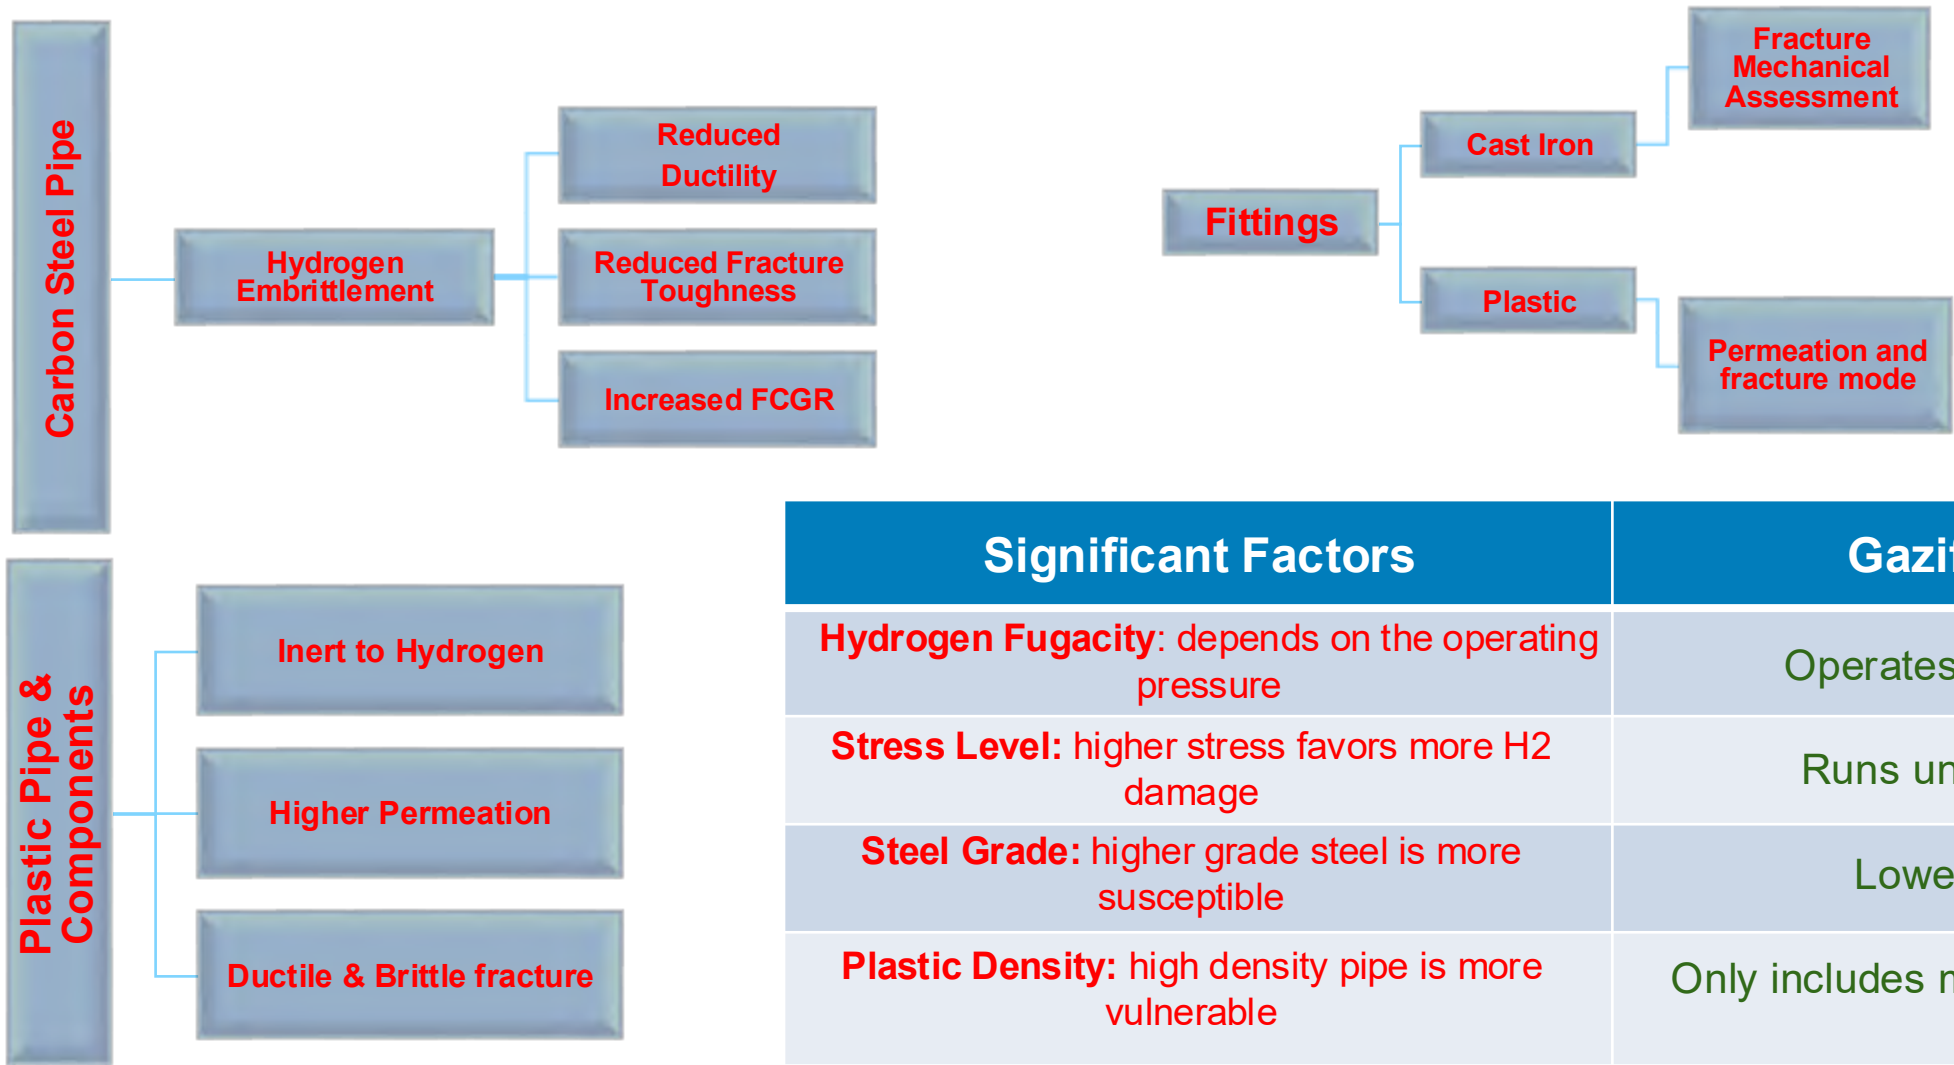 Carbon Steel Pipe
Hydrogen
Embrittlement
Reduced
Ductility
Reduced Fracture
Toughness
Increased FCGR
Fittings
Cast Iron
Fracture
Mechanical
Assessment
Plastic
Permeation and
fracture mode
Plastic Pipe &
Components
Inert to Hydrogen
Higher Permeation
Ductile & Brittle fracture
Significant Factors
Hydrogen Fugacity: depends on the operating
pressure
Operates
Stress Level: higher stress favors more H2
damage
Runs
Steel Grade: higher grade steel is more
susceptible
Plastic Density: high density pipe is more
vulnerable
Only includes